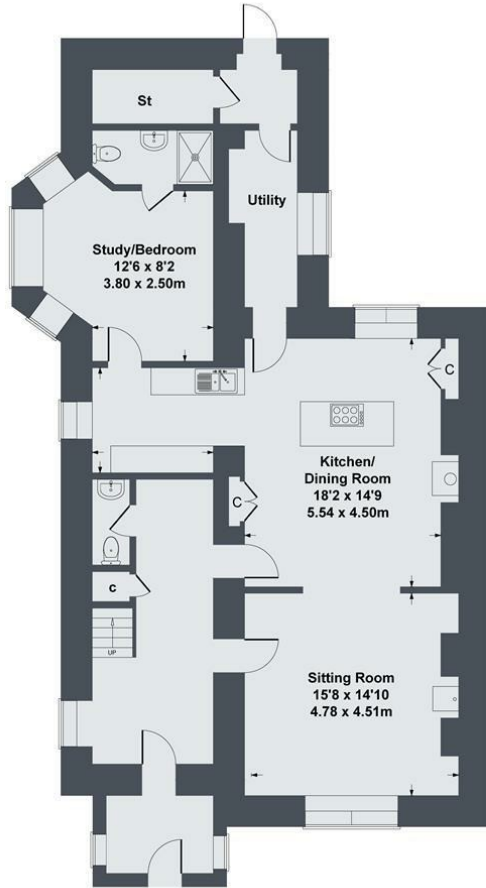 St
Utility
Study/Bedroom
12'6 x 8'2
3.80 x 2.50m
C
Kitchen/
Dining Room
18'2 x 14'9
5.54 x 4.50m
C
c
UP
Sitting Room
15'8 x 14'10
4.78 x 4.51m